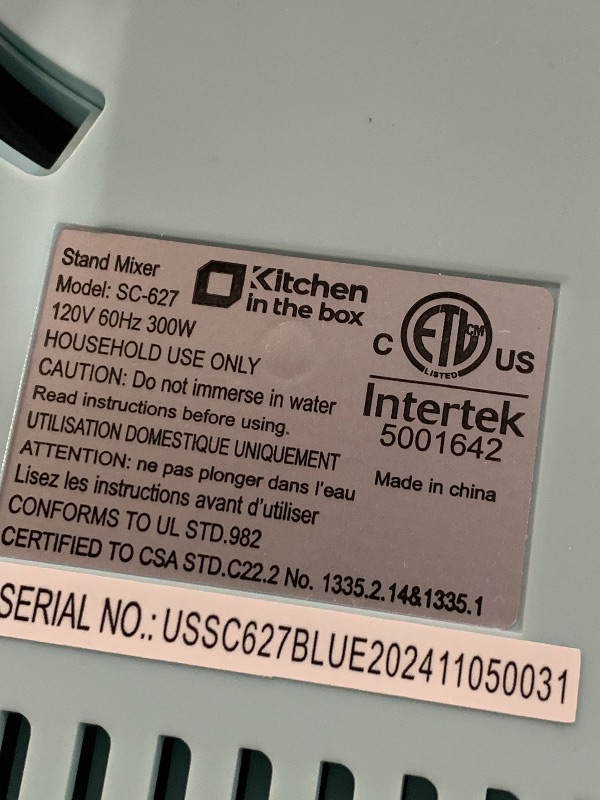 Stand Mixer
Model: SC-627
120V 60Hz 300W
HOUSEHOLD USE ONLY
CAUTION: Do not immerse in water
Read instructions before using.
UTILISATION DOMESTIQUE UNIQUEMENT
ATTENTION: ne pas plonger dans l'eau
Lisez les instructions avant d'utiliser
CONFORMS TO UL STD.982
CERTIFIED TO CSA STD.C22.2 No. 1335.2.14&1335.1
Kitchen
in the box
C ETL CM US
LISTED
Intertek
5001642
Made in china
SERIAL NO.: USSC627BLUE202411050031